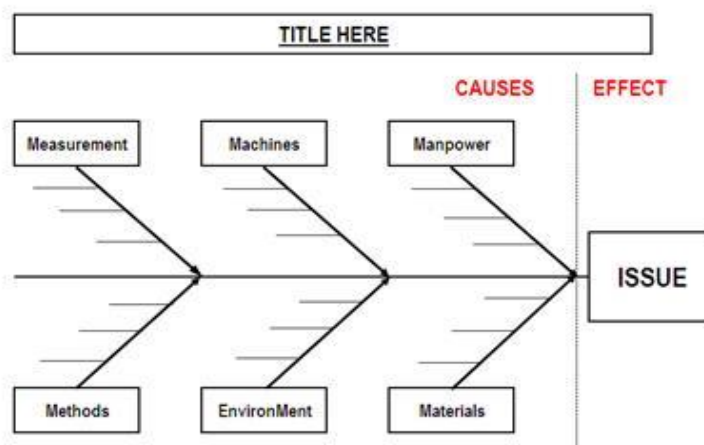 TITLE HERE
CAUSES
EFFECT
Measurement
Machines
Manpower
ISSUE
Methods
EnvironMent
Materials